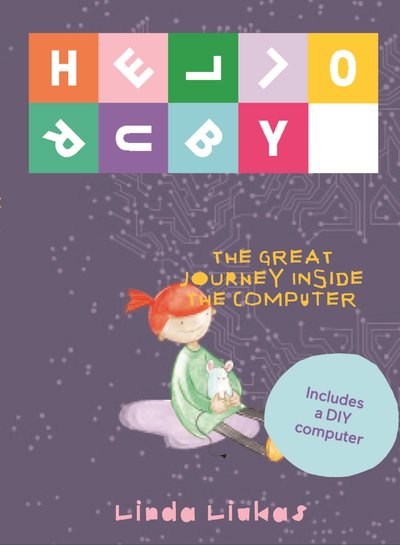 HELLO
RUBY
THE GREAT
JOURNEY INSIDE
THE COMPUTER
Includes
a DIY
computer
Linda Liukas